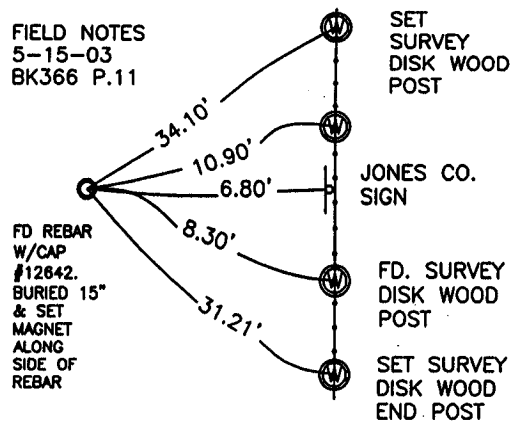 FIELD NOTES
5-15-03
BK366 P.11
SET
SURVEY
DISK WOOD
POST
W
34.10'
W
10.90'
6.80'
JONES CO.
SIGN
8.30'
FD REBAR
W/CAP
#12642.
BURIED 15"
& SET
MAGNET
ALONG
SIDE OF
REBAR
W
FD. SURVEY
DISK WOOD
POST
31.21'
W
SET SURVEY
DISK WOOD
END POST